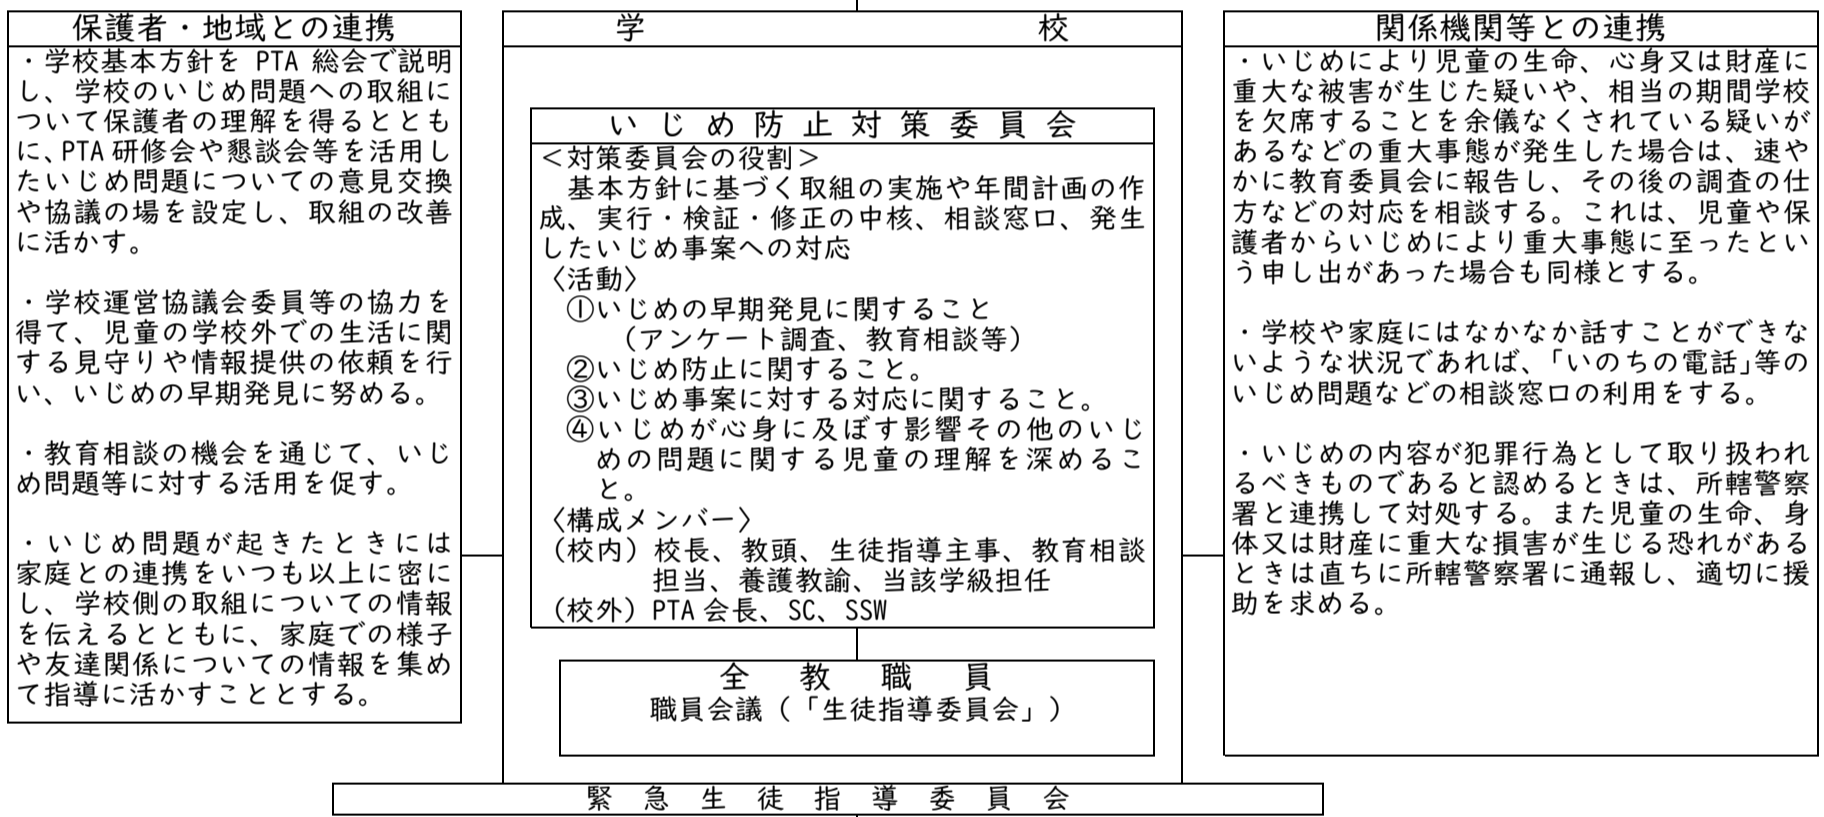 保護者・地域との連携
・学校基本方針を PTA 総会で説明
し、学校のいじめ問題への取組に
ついて保護者の理解を得るととも
に、PTA 研修会や懇談会等を活用し
たいじめ問題についての意見交換
や協議の場を設定し、取組の改善
に活かす。
・学校運営協議会委員等の協力を
得て、児童の学校外での生活に関
する見守りや情報提供の依頼を行
い、いじめの早期発見に努める。
・教育相談の機会を通じて、いじ
め問題等に対する活用を促す。
・いじめ問題が起きたときには
家庭との連携をいつも以上に密に
し、学校側の取組についての情報
を伝えるとともに、家庭での様子
や友達関係についての情報を集め
て指導に活かすこととする。
学校
いじめ防止対策委員会
＜対策委員会の役割＞
基本方針に基づく取組の実施や年間計画の作
成、実行・検証・修正の中核、相談窓口、発生
したいじめ事案への対応
〈活動〉
①いじめの早期発見に関すること
（アンケート調査、教育相談等）
②いじめ防止に関すること。
③いじめ事案に対する対応に関すること。
④いじめが心身に及ぼす影響その他のいじ
めの問題に関する児童の理解を深めるこ
と。
〈構成メンバー〉
（校内）校長、教頭、生徒指導主事、教育相談
担当、養護教諭、当該学級担任
（校外）PTA 会長、SC、SSW
全教職員
職員会議（「生徒指導委員会」）
関係機関等との連携
・いじめにより児童の生命、心身又は財産に
重大な被害が生じた疑いや、相当の期間学校
を欠席することを余儀なくされている疑いが
あるなどの重大事態が発生した場合は、速や
かに教育委員会に報告し、その後の調査の仕
方などの対応を相談する。これは、児童や保
護者からいじめにより重大事態に至ったとい
う申し出があった場合も同様とする。
・学校や家庭にはなかなか話すことができな
いような状況であれば、「いのちの電話」等の
いじめ問題などの相談窓口の利用をする。
・いじめの内容が犯罪行為として取り扱われ
るべきものであると認めるときは、所轄警察
署と連携して対処する。また児童の生命、身
体又は財産に重大な損害が生じる恐れがある
ときは直ちに所轄警察署に通報し、適切に援
助を求める。
緊急生徒指導委員会